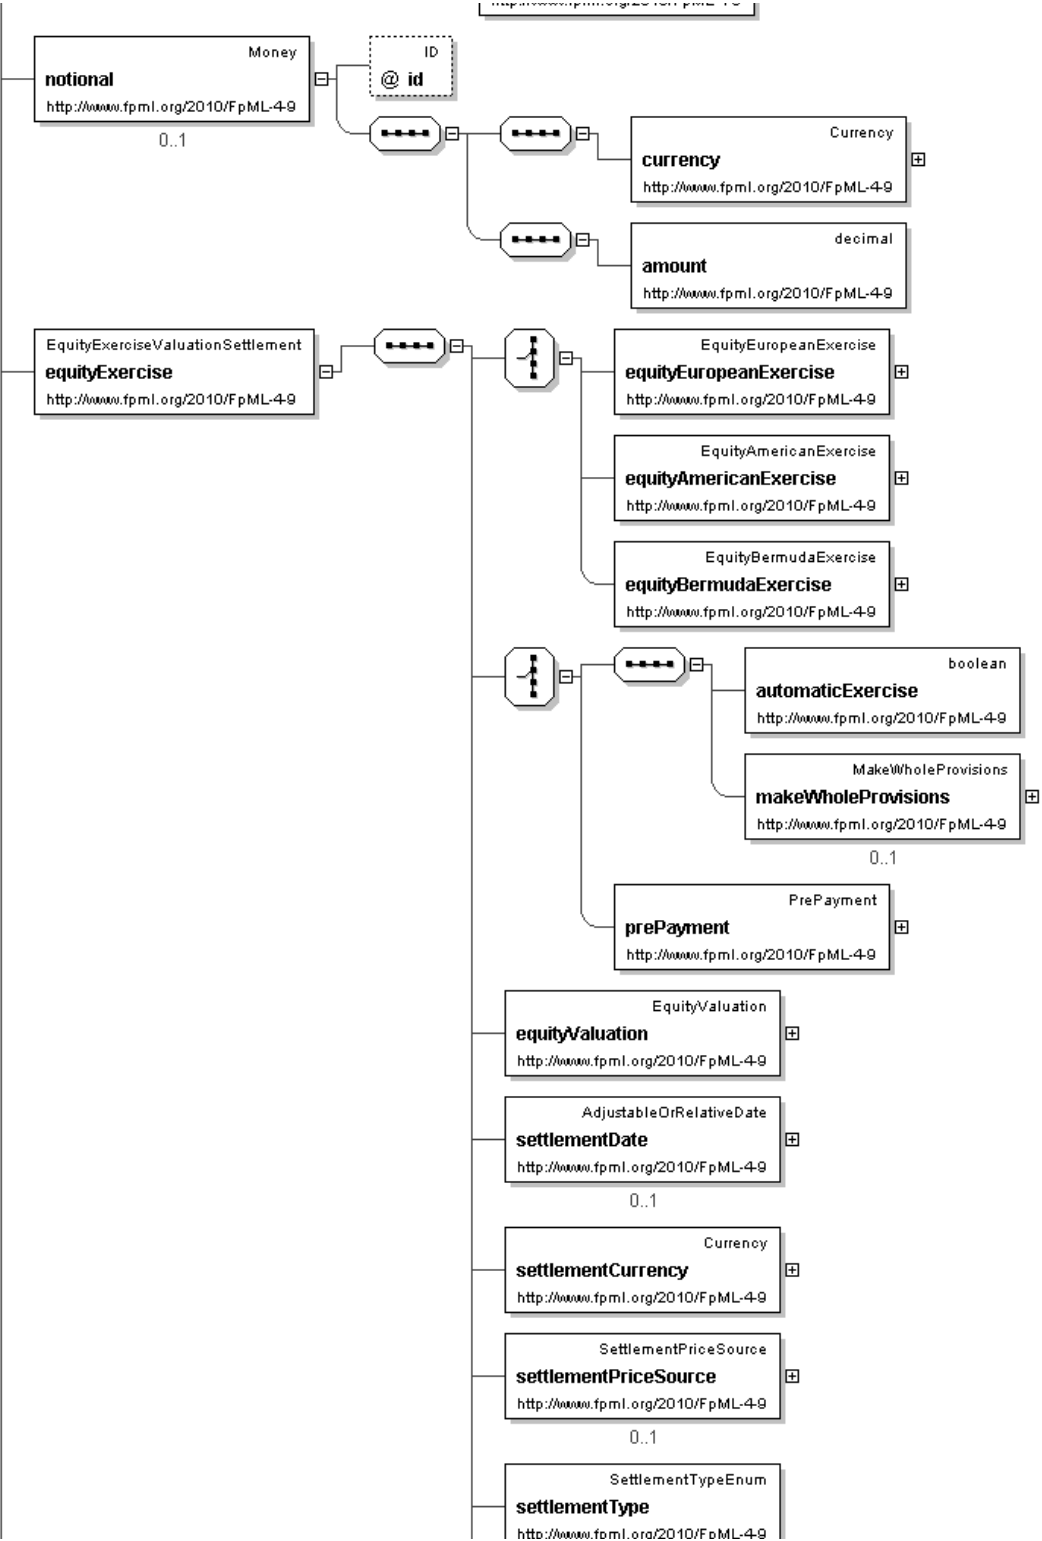 Money
notional
http://www.fpml.org/2010/FpML-4-9
0..1
ID
@ id
Currency
currency
http://www.fpml.org/2010/FpML-4-9
decimal
amount
http://www.fpml.org/2010/FpML-4-9
EquityExerciseValuationSettlement
equityExercise
http://www.fpml.org/2010/FpML-4-9
EquityEuropeanExercise
equityEuropeanExercise
http://www.fpml.org/2010/FpML-4-9
EquityAmericanExercise
equityAmericanExercise
http://www.fpml.org/2010/FpML-4-9
EquityBermudaExercise
equityBermudaExercise
http://www.fpml.org/2010/FpML-4-9
boolean
automaticExercise
http://www.fpml.org/2010/FpML-4-9
MakeWholeProvisions
makeWholeProvisions
http://www.fpml.org/2010/FpML-4-9
0..1
PrePayment
prePayment
http://www.fpml.org/2010/FpML-4-9
EquityValuation
equityValuation
http://www.fpml.org/2010/FpML-4-9
AdjustableOrRelativeDate
settlementDate
http://www.fpml.org/2010/FpML-4-9
0..1
Currency
settlementCurrency
http://www.fpml.org/2010/FpML-4-9
SettlementPriceSource
settlementPriceSource
http://www.fpml.org/2010/FpML-4-9
0..1
SettlementTypeEnum
settlementType
http://www.fpml.org/2010/FpML-4-9